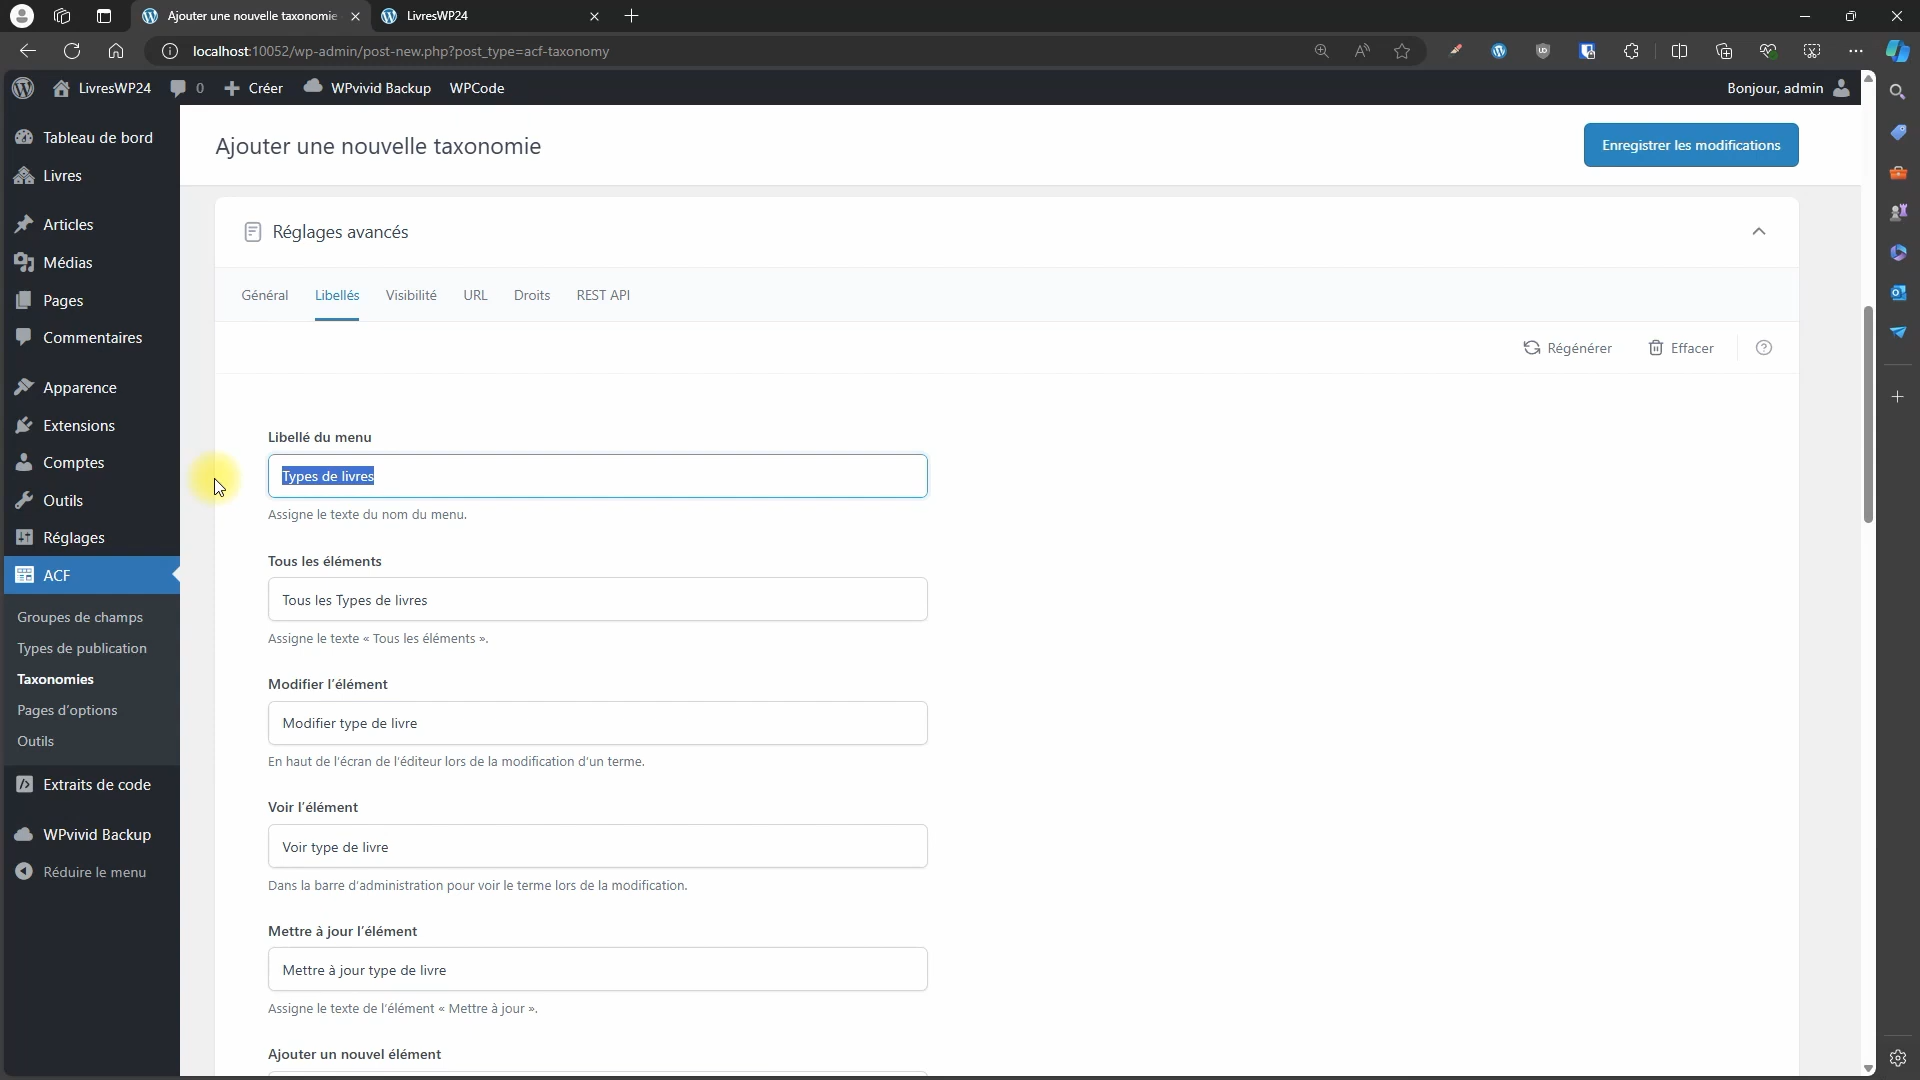 Ajouter une nouvelle taxonomie
LivresWP24
localhost:10052/wp-admin/post-new.php?post_type=acf-taxonomy
LivresWP24
0
Créer
WPvivid Backup
WPCode
Bonjour, admin
Tableau de bord
Livres
Articles
Médias
Pages
Commentaires
Apparence
Extensions
Comptes
Outils
Réglages
ACF
Groupes de champs
Types de publication
Taxonomies
Pages d'options
Outils
Extraits de code
WPvivid Backup
Réduire le menu
Ajouter une nouvelle taxonomie
Enregistrer les modifications
Réglages avancés
Général
Libellés
Visibilité
URL
Droits
REST API
Régénérer
Effacer
Libellé du menu
Types de livres
Assigne le texte du nom du menu.
Tous les éléments
Tous les Types de livres
Assigne le texte « Tous les éléments ».
Modifier l'élément
Modifier type de livre
En haut de l'écran de l'éditeur lors de la modification d'un terme.
Voir l'élément
Voir type de livre
Dans la barre d'administration pour voir le terme lors de la modification.
Mettre à jour l'élément
Mettre à jour type de livre
Assigne le texte de l'élément « Mettre à jour ».
Ajouter un nouvel élément